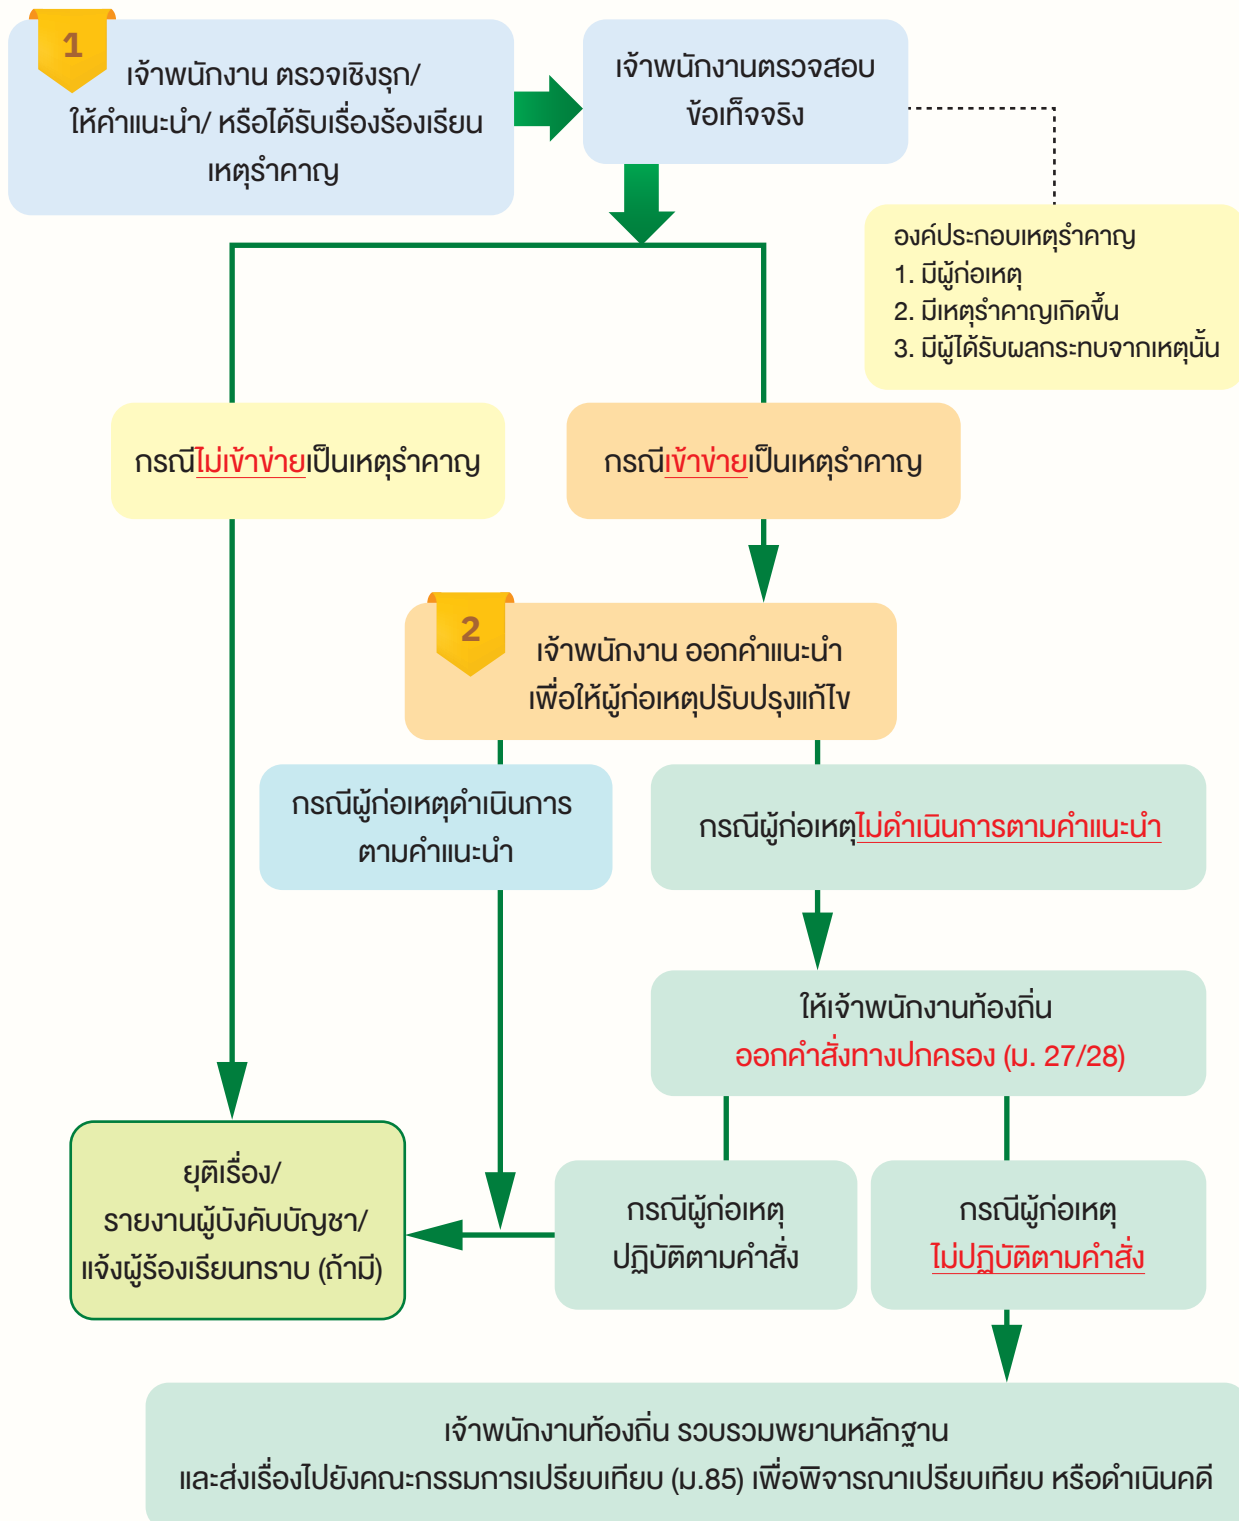 1
เจ้าพนักงาน ตรวจเชิงรุก/
ให้คำแนะนำ/ หรือได้รับเรื่องร้องเรียน
เหตุรำคาญ
เจ้าพนักงานตรวจสอบ
ข้อเท็จจริง
องค์ประกอบเหตุรำคาญ
1. มีผู้ก่อเหตุ
2. มีเหตุรำคาญเกิดขึ้น
3. มีผู้ได้รับผลกระทบจากเหตุนั้น
กรณีไม่เข้าข่ายเป็นเหตุรำคาญ
กรณีเข้าข่ายเป็นเหตุรำคาญ
2
เจ้าพนักงาน ออกคำแนะนำ
เพื่อให้ผู้ก่อเหตุปรับปรุงแก้ไข
กรณีผู้ก่อเหตุดำเนินการ
ตามคำแนะนำ
กรณีผู้ก่อเหตุไม่ดำเนินการตามคำแนะนำ
ให้เจ้าพนักงานท้องถิ่น
ออกคำสั่งทางปกครอง (ม. 27/28)
ยุติเรื่อง/
รายงานผู้บังคับบัญชา/
แจ้งผู้ร้องเรียนทราบ (ถ้ามี)
กรณีผู้ก่อเหตุ
ปฏิบัติตามคำสั่ง
กรณีผู้ก่อเหตุ
ไม่ปฏิบัติตามคำสั่ง
เจ้าพนักงานท้องถิ่น รวบรวมพยานหลักฐาน
และส่งเรื่องไปยังคณะกรรมการเปรียบเทียบ (ม.85) เพื่อพิจารณาเปรียบเทียบ หรือดำเนินคดี